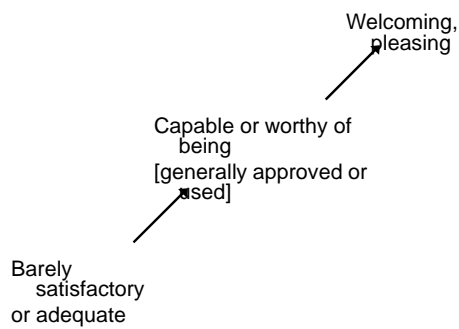 Welcoming,
pleasing
Capable or worthy of
being
[generally approved or
used]
Barely
satisfactory
or adequate